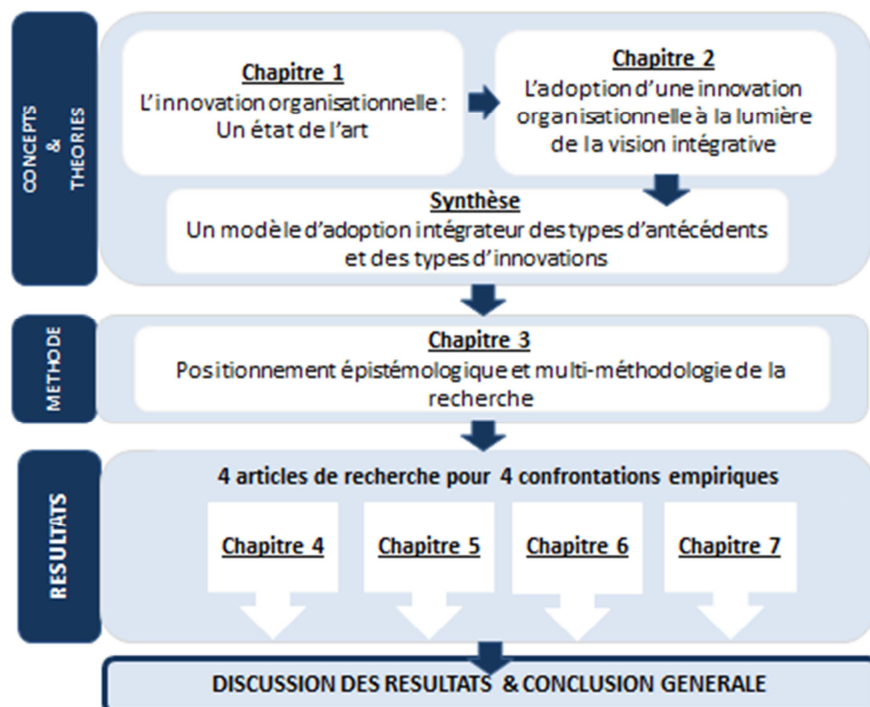 CONCEPTS
&
THEORIES
Chapitre 1
L'innovation organisationnelle :
Un état de l'art
Chapitre 2
L'adoption d'une innovation
organisationnelle à la lumière
de la vision intégrative
Synthèse
Un modèle d'adoption intégrateur des types d'antécédents
et des types d'innovations
METHODE
Chapitre 3
Positionnement épistémologique et multi-méthodologie de la
recherche
RESULTATS
4 articles de recherche pour 4 confrontations empiriques
Chapitre 4
Chapitre 5
Chapitre 6
Chapitre 7
DISCUSSION DES RESULTATS & CONCLUSION GENERALE